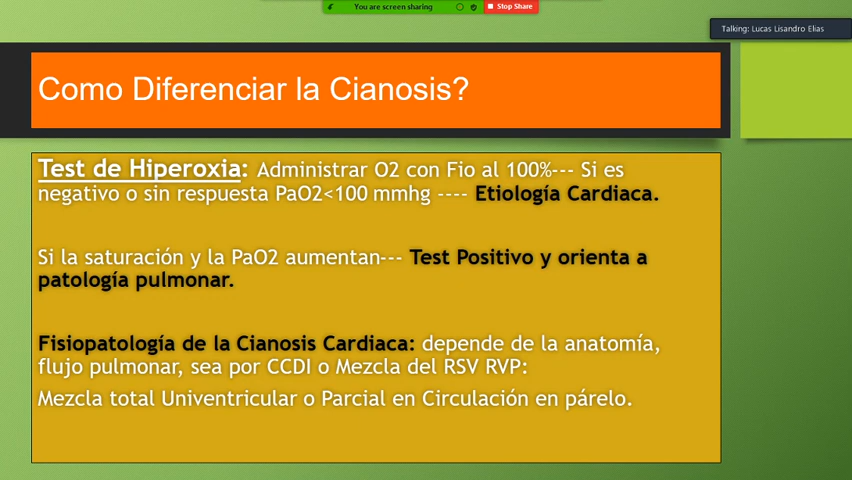 You are screen sharing
Stop Share
Talking: Lucas Lisandro Elias
Como Diferenciar la Cianosis?
Test de Hiperoxia: Administrar O2 con Fio al 100%--- Si es
negativo o sin respuesta PaO2<100 mmhg ---- Etiología Cardiaca.
Si la saturación y la PaO2 aumentan--- Test Positivo y orienta a
patología pulmonar.
Fisiopatología de la Cianosis Cardiaca: depende de la anatomía,
flujo pulmonar, sea por CCDI o Mezcla del RSV RVP:
Mezcla total Univentricular o Parcial en Circulación en párelo.